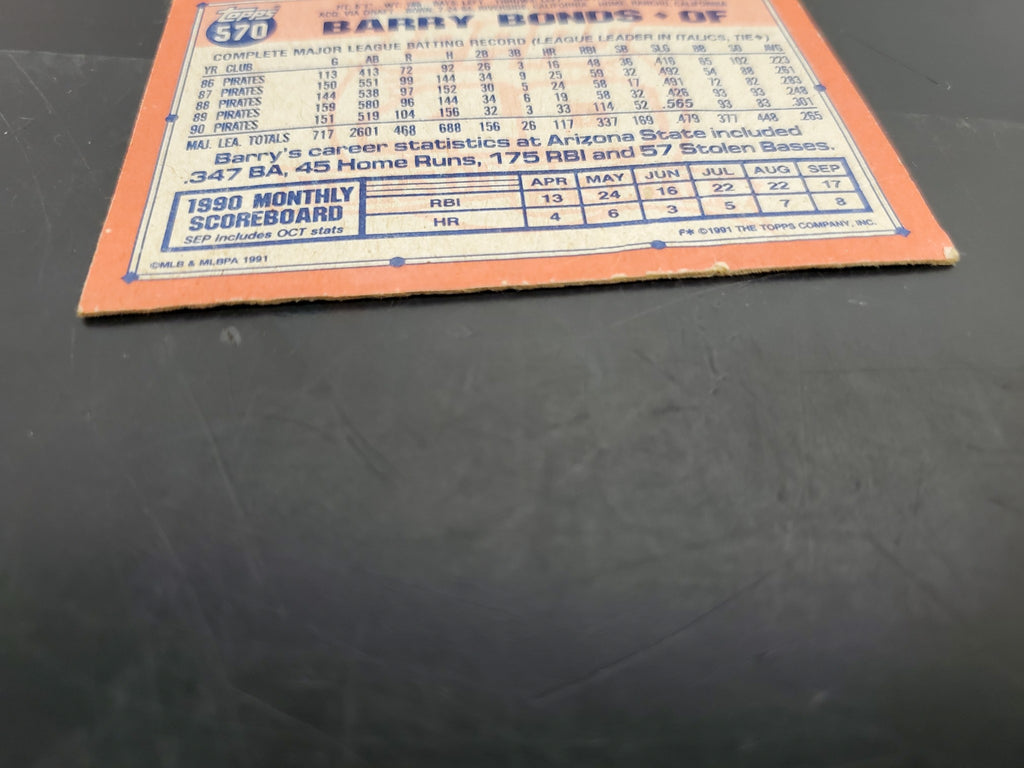 Topps
570
BARRY BONDS • OF
COMPLETE MAJOR LEAGUE BATTING RECORD (LEAGUE LEADER IN ITALICS, TIE♦)
YR CLUB G AB R H 2B 3B HR RBI SB SLG BB SO AVG
86 PIRATES 113 413 72 92 26 3 16 48 36 .416 65 102 .223
87 PIRATES 150 551 99 144 34 9 25 59 32 .492 54 88 .261
88 PIRATES 144 538 97 152 30 5 24 58 17 .491 72 82 .283
89 PIRATES 159 580 96 144 34 6 19 58 32 .426 93 93 .248
90 PIRATES 151 519 104 156 32 3 33 114 52 .565 93 83 .301
MAJ. LEA. TOTALS 717 2601 468 688 156 26 117 337 169 .479 377 448 .265
Barry's career statistics at Arizona State included
.347 BA, 45 Home Runs, 175 RBI and 57 Stolen Bases.
1990 MONTHLY
SCOREBOARD
SEP includes OCT stats
APR MAY JUN JUL AUG SEP
RBI 13 24 16 22 22 17
HR 4 6 3 5 7 8
©MLB & MLBPA 1991
F* ©1991 THE TOPPS COMPANY, INC.